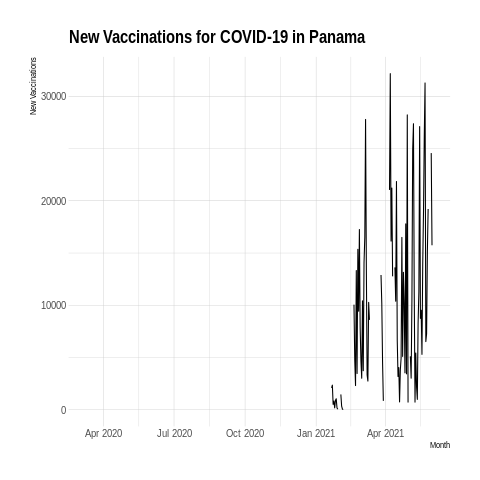 New Vaccinations for COVID-19 in Panama
New Vaccinations
30000
20000
10000
0
Apr 2020
Jul 2020
Oct 2020
Jan 2021
Apr 2021
Month